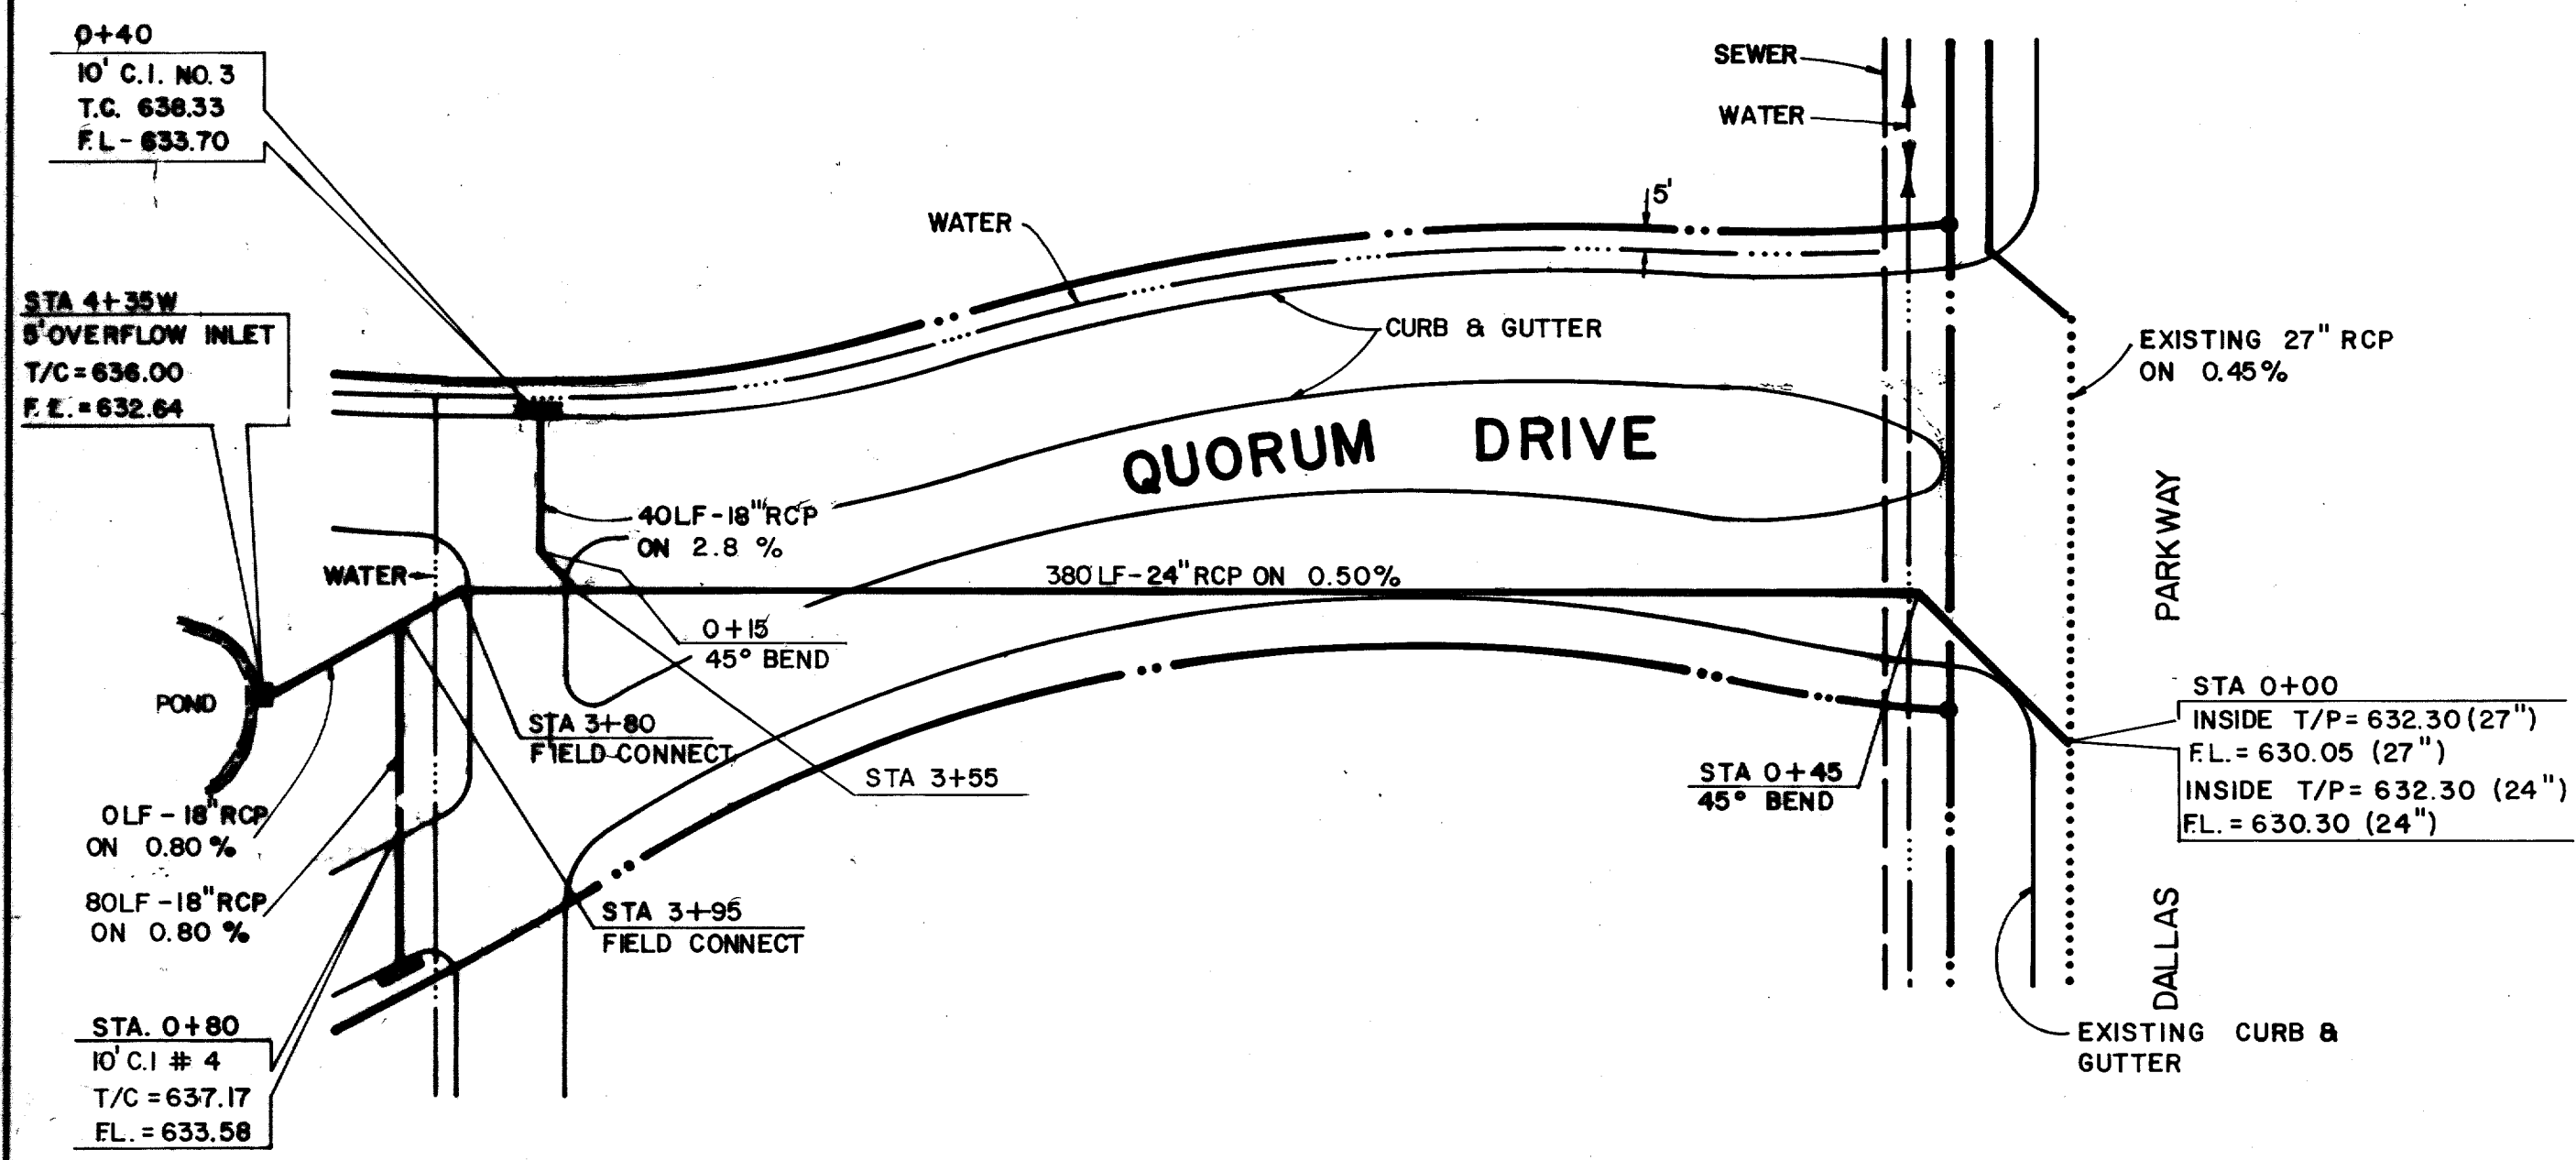 0+40
10' C.I. NO. 3
T.C. 638.33
F.L - 633.70
STA 4+35W
5' OVERFLOW INLET
T/C = 636.00
F.L. = 632.64
SEWER
WATER
WATER
5'
CURB & GUTTER
EXISTING 27" RCP
ON 0.45%
QUORUM DRIVE
40LF-18"RCP
ON 2.8 %
WATER
380 LF-24"RCP ON 0.50%
0+15
45° BEND
POND
STA 3+80
FIELD CONNECT
STA 3+55
STA 0+45
45° BEND
DALLAS PARKWAY
STA 0+00
INSIDE T/P = 632.30 (27")
F.L. = 630.05 (27")
INSIDE T/P = 632.30 (24")
F.L. = 630.30 (24")
0LF - 18"RCP
ON 0.80 %
80LF - 18"RCP
ON 0.80 %
STA 3+95
FIELD CONNECT
STA. 0+80
10' C.I # 4
T/C = 637.17
F.L. = 633.58
EXISTING CURB &
GUTTER